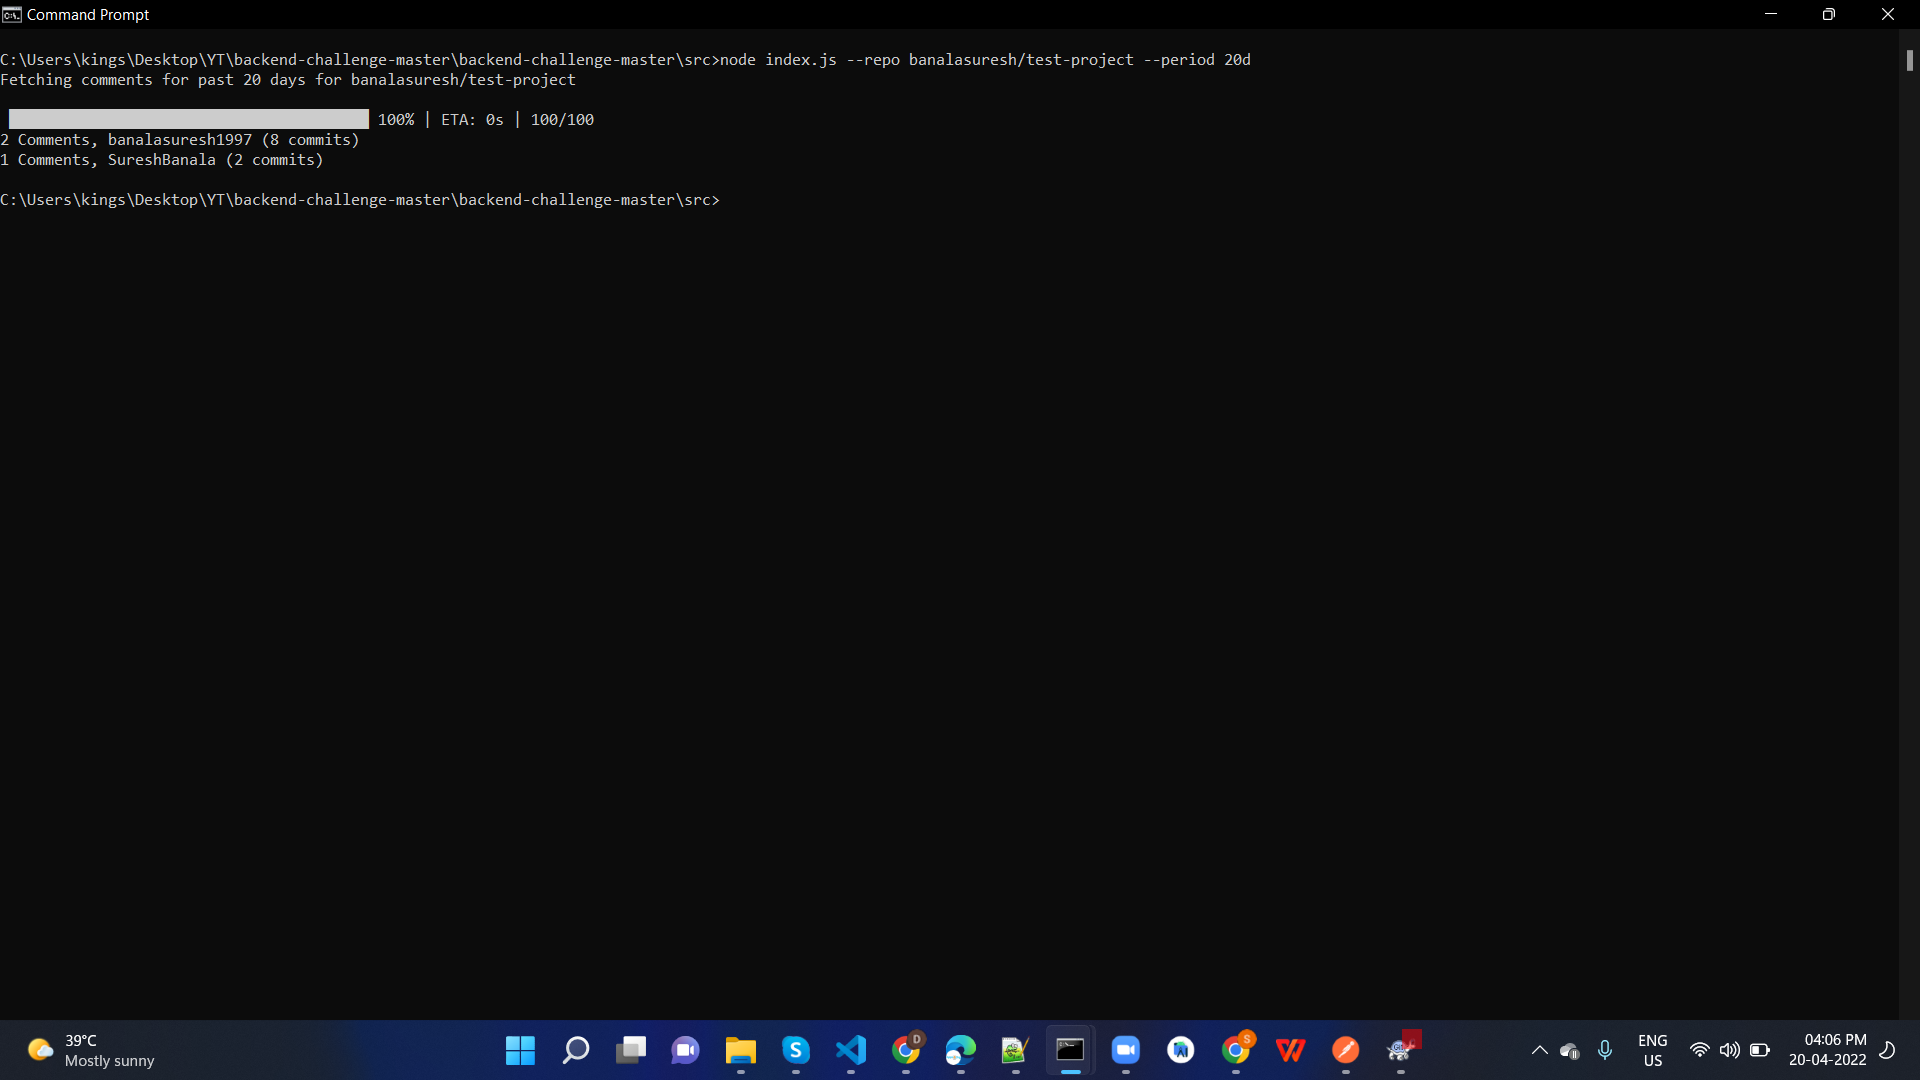 Command Prompt
C:\Users\kings\Desktop\YT\backend-challenge-master\backend-challenge-master\src>node index.js --repo banalasuresh/test-project --period 20d
Fetching comments for past 20 days for banalasuresh/test-project
100% | ETA: 0s | 100/100
2 Comments, banalasuresh1997 (8 commits)
1 Comments, SureshBanala (2 commits)
C:\Users\kings\Desktop\YT\backend-challenge-master\backend-challenge-master\src>
39°C
Mostly sunny
ENG
US
04:06 PM
20-04-2022